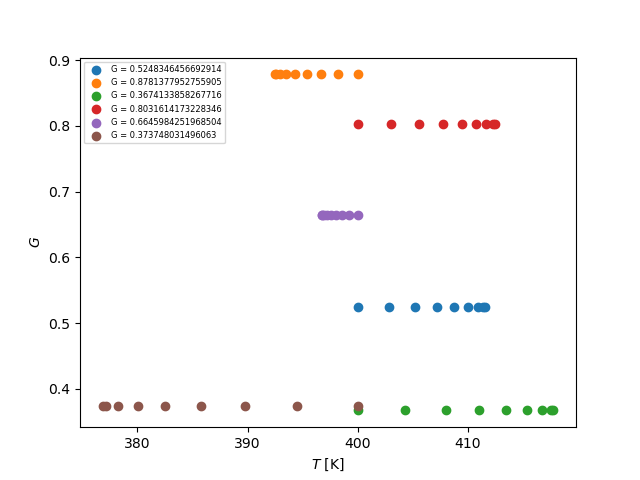 0.9
G = 0.5248346456692914
G = 0.8781377952755905
G = 0.3674133858267716
G = 0.8031614173228346
G = 0.6645984251968504
G = 0.373748031496063
0.8
0.7
G
0.6
0.5
0.4
380 390 400 410
T [K]